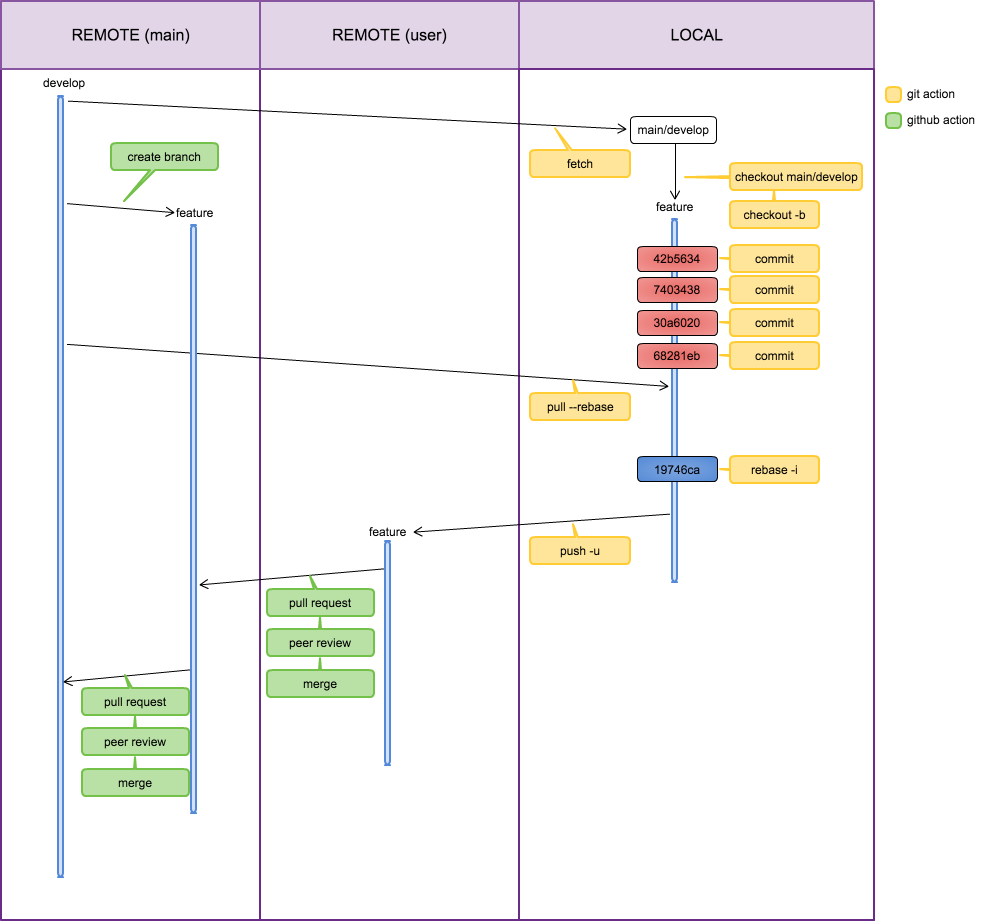 REMOTE (main)
REMOTE (user)
LOCAL
develop
git action
github action
main/develop
create branch
fetch
checkout main/develop
feature
feature
checkout -b
42b5634
commit
7403438
commit
30a6020
commit
68281eb
commit
pull --rebase
19746ca
rebase -i
feature
push -u
pull request
peer review
merge
pull request
peer review
merge